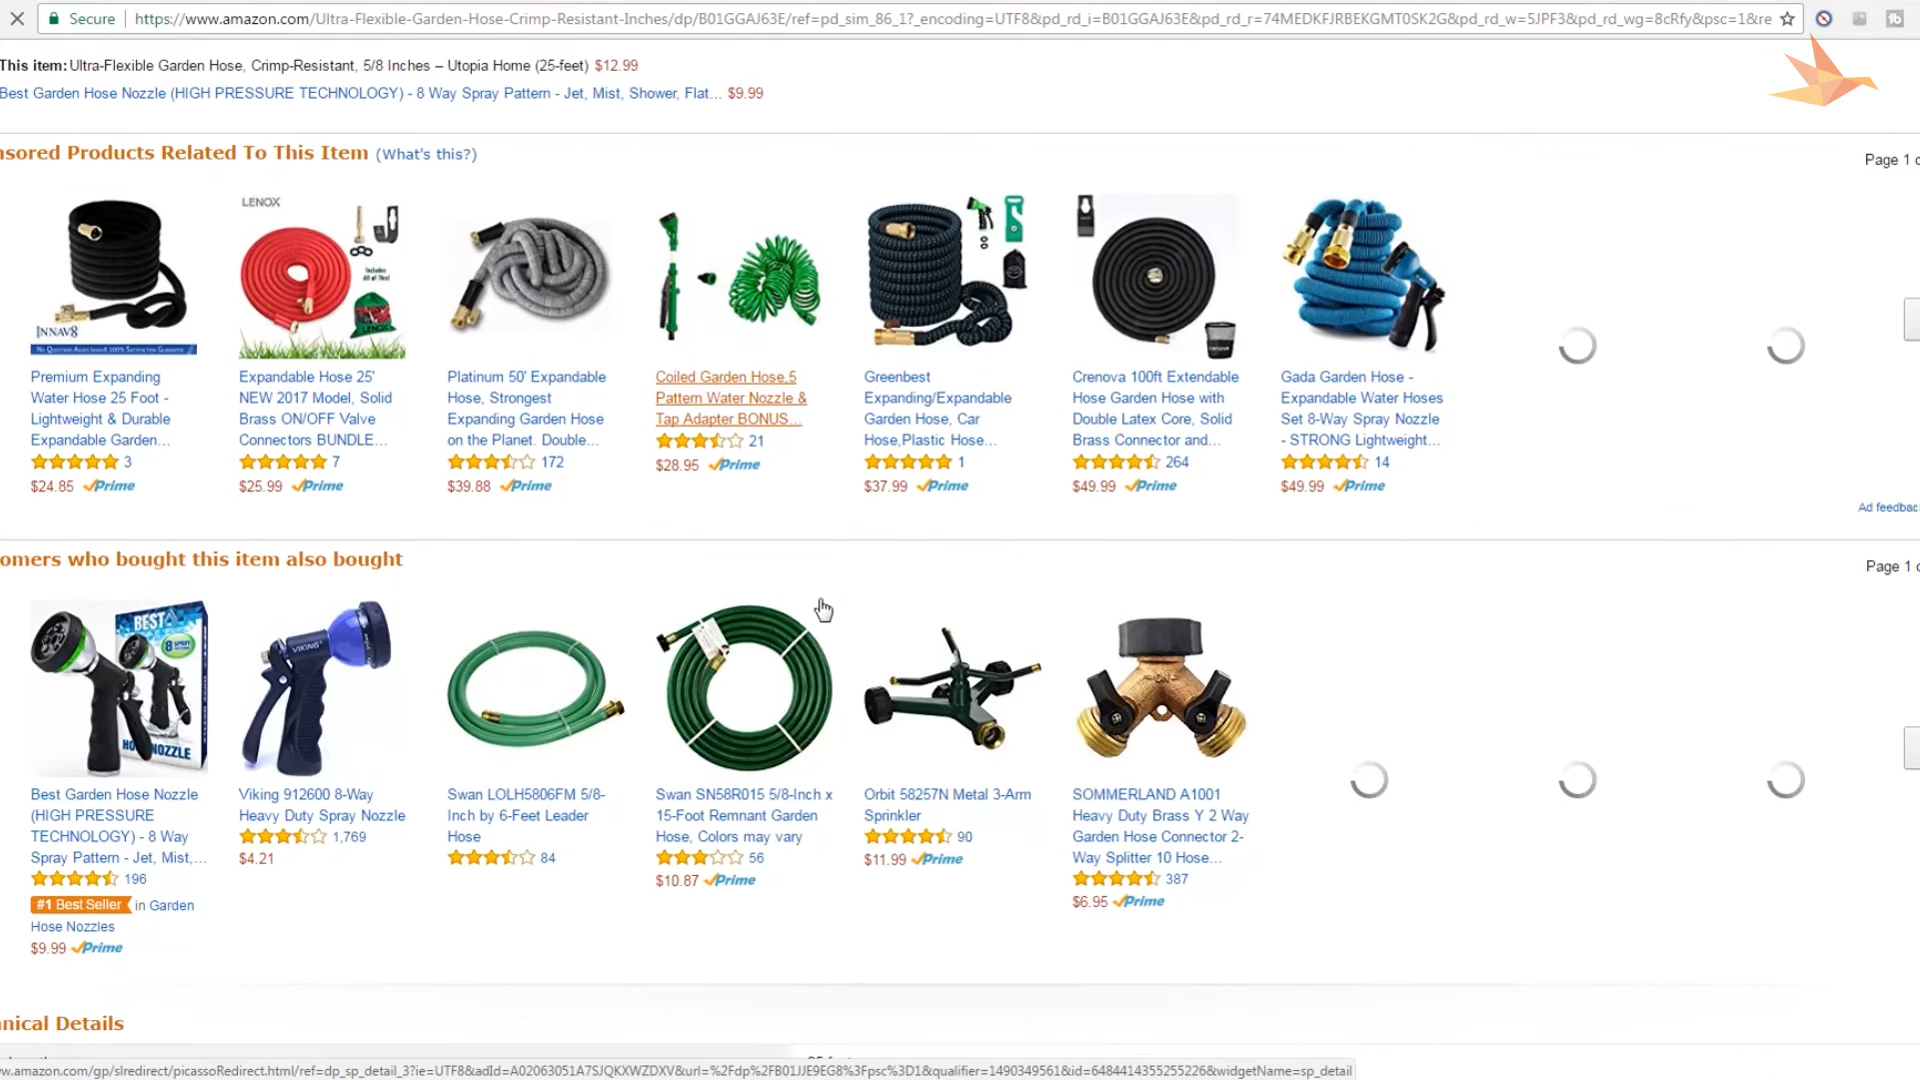 Secure https://www.amazon.com/Ultra-Flexible-Garden-Hose-Crimp-Resistant-Inches/dp/B01GGAJ63E/ref=pd_sim_86_1?_encoding=UTF8&pd_rd_i=B01GGAJ63E&pd_rd_r=74MEDKFJRBEKGMT0SK2G&pd_rd_w=5JPF3&pd_rd_wg=8cRfy&psc=1&re
This item: Ultra-Flexible Garden Hose, Crimp-Resistant, 5/8 Inches – Utopia Home (25-feet) $12.99
Best Garden Hose Nozzle (HIGH PRESSURE TECHNOLOGY) - 8 Way Spray Pattern - Jet, Mist, Shower, Flat... $9.99
nsored Products Related To This Item (What's this?)
Page 1 o
INNAV8
LENOX
Includes
All of This!
LENOX
crenova
Premium Expanding
Water Hose 25 Foot -
Lightweight & Durable
Expandable Garden...
3
$24.85 Prime
Expandable Hose 25'
NEW 2017 Model, Solid
Brass ON/OFF Valve
Connectors BUNDLE...
7
$25.99 Prime
Platinum 50' Expandable
Hose, Strongest
Expanding Garden Hose
on the Planet. Double...
172
$39.88 Prime
Coiled Garden Hose,5
Pattern Water Nozzle &
Tap Adapter BONUS...
21
$28.95 Prime
Greenbest
Expanding/Expandable
Garden Hose, Car
Hose,Plastic Hose...
1
$37.99 Prime
Crenova 100ft Extendable
Hose Garden Hose with
Double Latex Core, Solid
Brass Connector and...
264
$49.99 Prime
Gada Garden Hose -
Expandable Water Hoses
Set 8-Way Spray Nozzle
- STRONG Lightweight...
14
$49.99 Prime
Ad feedbac
omers who bought this item also bought
Page 1 o
BEST
8 SPRAY
NOZZLE
VIKING
ON
Best Garden Hose Nozzle
(HIGH PRESSURE
TECHNOLOGY) - 8 Way
Spray Pattern - Jet, Mist,...
196
#1 Best Seller in Garden
Hose Nozzles
$9.99 Prime
Viking 912600 8-Way
Heavy Duty Spray Nozzle
1,769
$4.21
Swan LOLH5806FM 5/8-
Inch by 6-Feet Leader
Hose
84
Swan SN58R015 5/8-Inch x
15-Foot Remnant Garden
Hose, Colors may vary
56
$10.87 Prime
Orbit 58257N Metal 3-Arm
Sprinkler
90
$11.99 Prime
SOMMERLAND A1001
Heavy Duty Brass Y 2 Way
Garden Hose Connector 2-
Way Splitter 10 Hose...
387
$6.95 Prime
nical Details
w.amazon.com/gp/slredirect/picassoRedirect.html/ref=dp_sp_detail_3?ie=UTF8&adId=A02063051A7SJQKXWZDXV&url=%2Fdp%2FB01JJE9EG8%3Fpsc%3D1&qualifier=1490349561&id=6484414355255226&widgetName=sp_detail